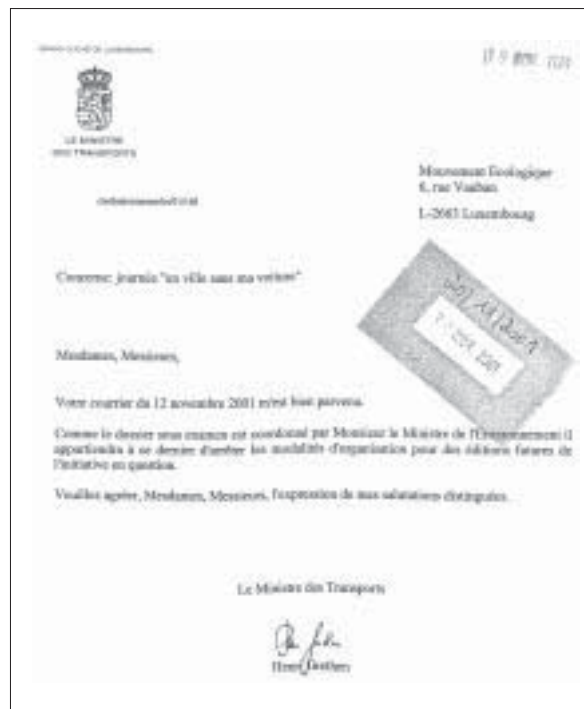 LE MINISTRE
DES TRANSPORTS
Mouvement Ecologique
6, rue Vauban
L-2663 Luxembourg
Concerne: journée "en ville sans ma voiture"
Mesdames, Messieurs,
Votre courrier du 12 novembre 2001 m'est bien parvenu.
Comme le dossier sous examen est coordonné par Monsieur le Ministre de l'Environnement il
appartiendra à ce dernier d'arrêter les modalités d'organisation pour des éditions futures de
l'initiative en question.
Veuillez agréer, Mesdames, Messieurs, l'expression de mes salutations distinguées.
Le Ministre des Transports
Henri Grethen